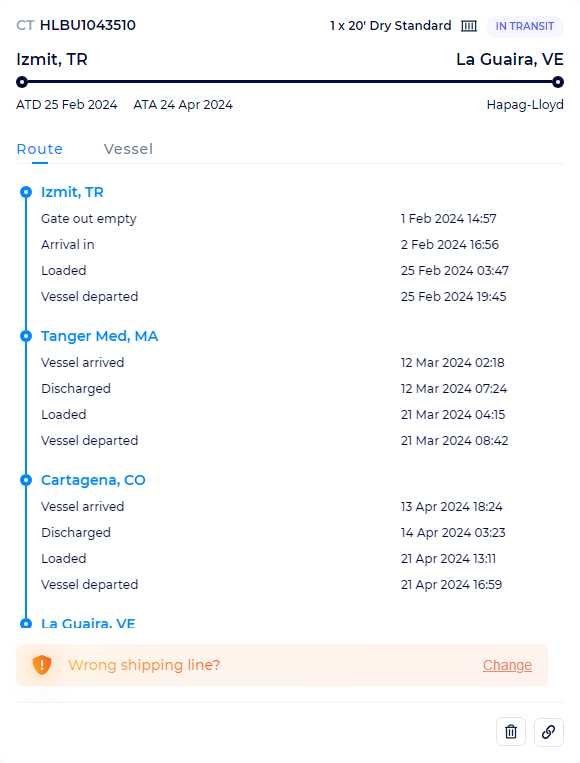 CT HLBU1043510 1 x 20' Dry Standard IN TRANSIT
Izmit, TR La Guaira, VE
ATD 25 Feb 2024 ATA 24 Apr 2024 Hapag-Lloyd
Route Vessel
Izmit, TR
Gate out empty 1 Feb 2024 14:57
Arrival in 2 Feb 2024 16:56
Loaded 25 Feb 2024 03:47
Vessel departed 25 Feb 2024 19:45
Tanger Med, MA
Vessel arrived 12 Mar 2024 02:18
Discharged 12 Mar 2024 07:24
Loaded 21 Mar 2024 04:15
Vessel departed 21 Mar 2024 08:42
Cartagena, CO
Vessel arrived 13 Apr 2024 18:24
Discharged 14 Apr 2024 03:23
Loaded 21 Apr 2024 13:11
Vessel departed 21 Apr 2024 16:59
La Guaira, VE
Wrong shipping line? Change